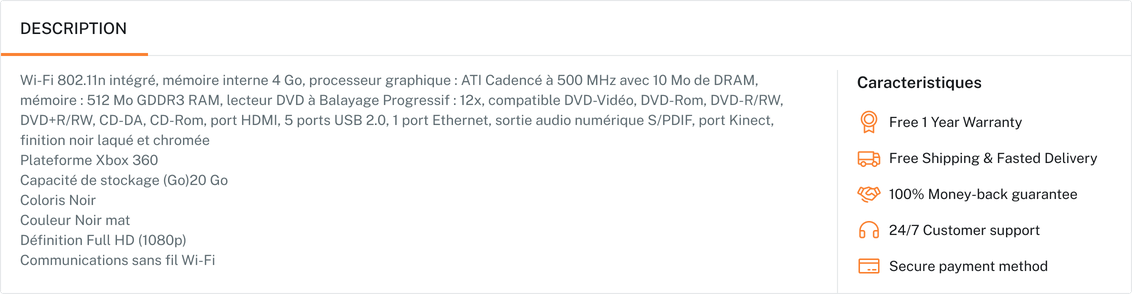 DESCRIPTION
Wi-Fi 802.11n intégré, mémoire interne 4 Go, processeur graphique : ATI Cadencé à 500 MHz avec 10 Mo de DRAM,
mémoire : 512 Mo GDDR3 RAM, lecteur DVD à Balayage Progressif : 12x, compatible DVD-Vidéo, DVD-Rom, DVD-R/RW,
DVD+R/RW, CD-DA, CD-Rom, port HDMI, 5 ports USB 2.0, 1 port Ethernet, sortie audio numérique S/PDIF, port Kinect,
finition noir laqué et chromée
Plateforme Xbox 360
Capacité de stockage (Go)20 Go
Coloris Noir
Couleur Noir mat
Définition Full HD (1080p)
Communications sans fil Wi-Fi
Caracteristiques
Free 1 Year Warranty
Free Shipping & Fasted Delivery
100% Money-back guarantee
24/7 Customer support
Secure payment method